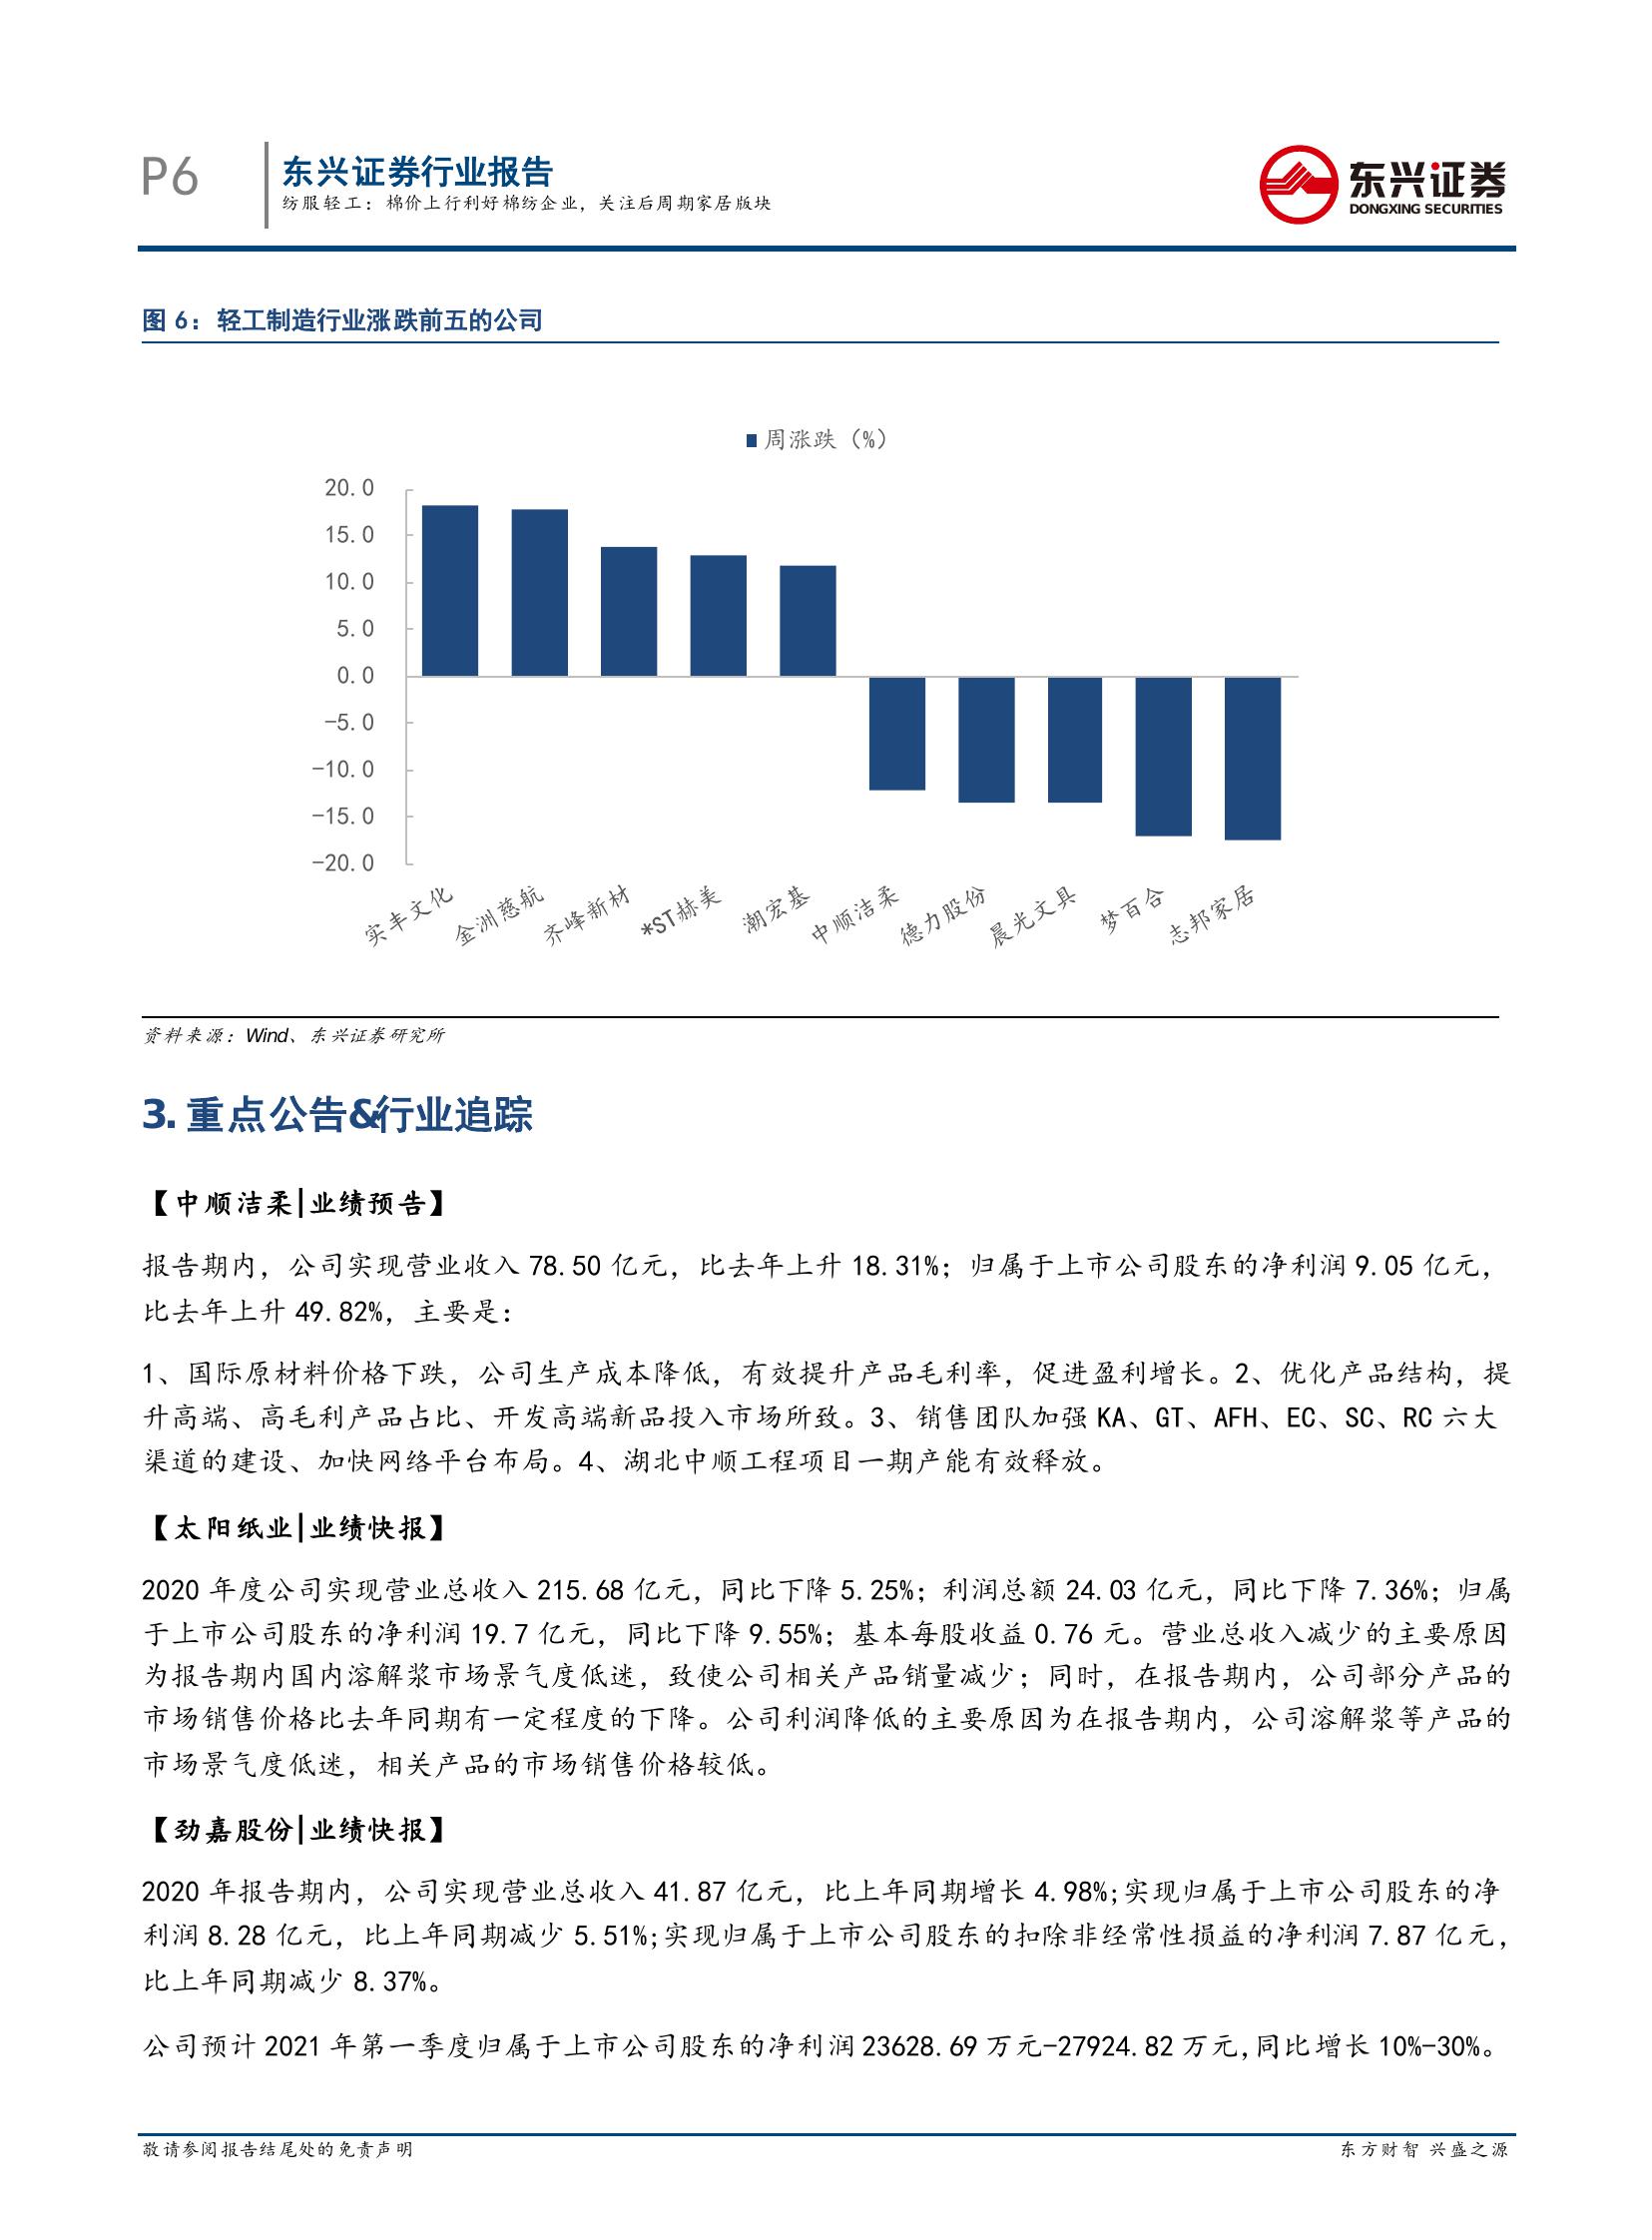 P6
东兴证券行业报告
纺服轻工：棉价上行利好棉纺企业，关注后周期家居版块
东兴证券
DONGXING SECURITIES
图 6：轻工制造行业涨跌前五的公司
周涨跌（%）
20.0
15.0
10.0
5.0
0.0
-5.0
-10.0
-15.0
-20.0
实丰文化
金洲慈航
齐峰新材
*ST赫美
潮宏基
中顺洁柔
德力股份
晨光文具
梦百合
志邦家居
资料来源：Wind、东兴证券研究所
3. 重点公告&行业追踪
【中顺洁柔|业绩预告】
报告期内，公司实现营业收入 78.50 亿元，比去年上升 18.31%；归属于上市公司股东的净利润 9.05 亿元，
比去年上升 49.82%，主要是：
1、国际原材料价格下跌，公司生产成本降低，有效提升产品毛利率，促进盈利增长。2、优化产品结构，提
升高端、高毛利产品占比、开发高端新品投入市场所致。3、销售团队加强 KA、GT、AFH、EC、SC、RC 六大
渠道的建设、加快网络平台布局。4、湖北中顺工程项目一期产能有效释放。
【太阳纸业|业绩快报】
2020 年度公司实现营业总收入 215.68 亿元，同比下降 5.25%；利润总额 24.03 亿元，同比下降 7.36%；归属
于上市公司股东的净利润 19.7 亿元，同比下降 9.55%；基本每股收益 0.76 元。营业总收入减少的主要原因
为报告期内国内溶解浆市场景气度低迷，致使公司相关产品销量减少；同时，在报告期内，公司部分产品的
市场销售价格比去年同期有一定程度的下降。公司利润降低的主要原因为在报告期内，公司溶解浆等产品的
市场景气度低迷，相关产品的市场销售价格较低。
【劲嘉股份|业绩快报】
2020 年报告期内，公司实现营业总收入 41.87 亿元，比上年同期增长 4.98%;实现归属于上市公司股东的净
利润 8.28 亿元，比上年同期减少 5.51%;实现归属于上市公司股东的扣除非经常性损益的净利润 7.87 亿元，
比上年同期减少 8.37%。
公司预计 2021 年第一季度归属于上市公司股东的净利润 23628.69 万元-27924.82 万元,同比增长 10%-30%。
敬请参阅报告结尾处的免责声明
东方财智 兴盛之源